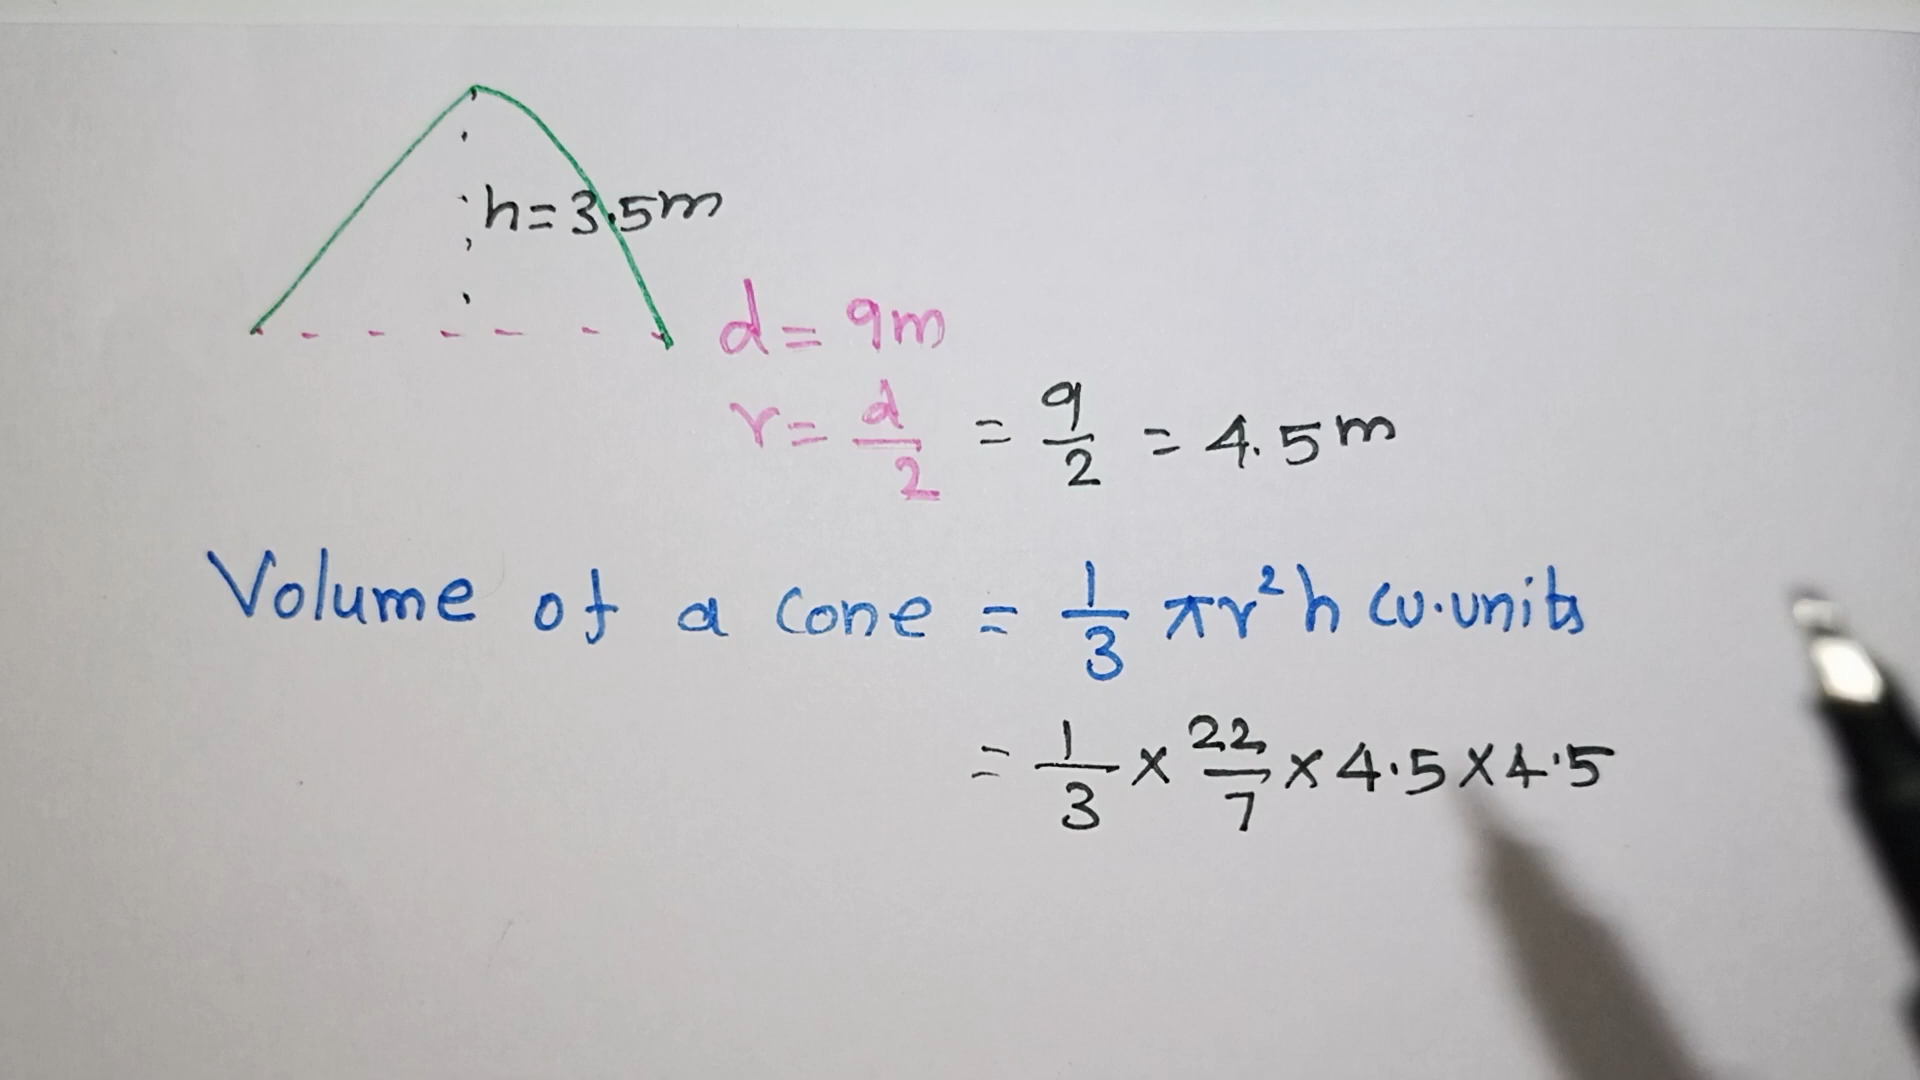 h=3.5m
d=9m
r=d/2 = 9/2 = 4.5m
Volume of a cone = 1/3 πr²h cu.units
= 1/3 × 22/7 × 4.5 × 4.5